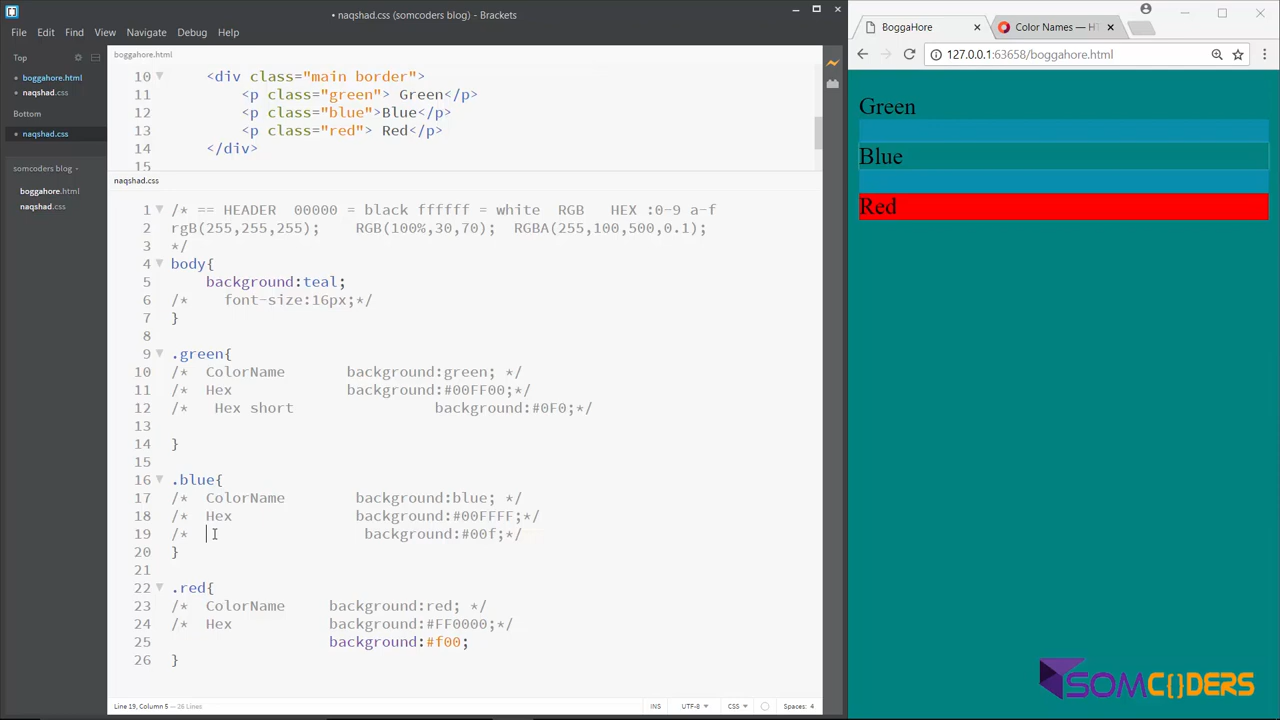 • naqshad.css (somcoders blog) - Brackets
File Edit Find View Navigate Debug Help
Top
• boggahore.html
• naqshad.css
Bottom
• naqshad.css
somcoders blog
boggahore.html
naqshad.css
boggahore.html
10 <div class="main border">
11 <p class="green"> Green</p>
12 <p class="blue">Blue</p>
13 <p class="red"> Red</p>
14 </div>
15
naqshad.css
1 /* == HEADER 00000 = black ffffff = white RGB HEX :0-9 a-f
2 rgB(255,255,255); RGB(100%,30,70); RGBA(255,100,500,0.1);
3 */
4 body{
5 background:teal;
6 /* font-size:16px;*/
7 }
8
9 .green{
10 /* ColorName background:green; */
11 /* Hex background:#00FF00;*/
12 /* Hex short background:#0F0;*/
13
14 }
15
16 .blue{
17 /* ColorName background:blue; */
18 /* Hex background:#00FFFF;*/
19 /* background:#00f;*/
20 }
21
22 .red{
23 /* ColorName background:red; */
24 /* Hex background:#FF0000;*/
25 background:#f00;
26 }
Line 19, Column 5 — 26 Lines
INS UTF-8 CSS Spaces: 4
BoggaHore
Color Names — HT
127.0.0.1:63658/boggahore.html
Green
Blue
Red
SOMC{}DERS